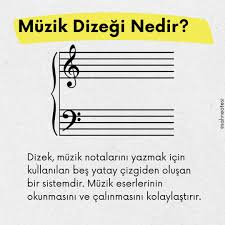 Müzik Dizeği Nedir?
Dizek, müzik notalarını yazmak için
kullanılan beş yatay çizgiden oluşan
bir sistemdir. Müzik eserlerinin
okunmasını ve çalınmasını kolaylaştırır.